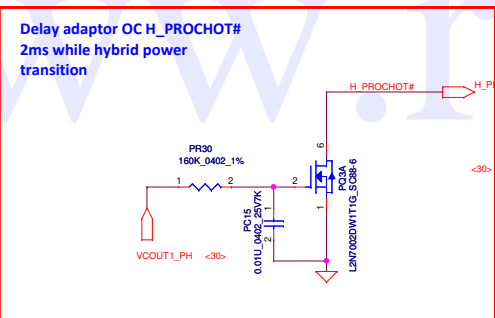 Delay adaptor OC H_PROCHOT#
2ms while hybrid power
transition
H_PROCHOT#
<30>
PR30
160K_0402_1%
1
2
2
6
1
PQ3A
L2N7002DW1T1G_SC88-6
PC15
0.01U_0402_25V7K
1
2
VCOUT1_PH <30>